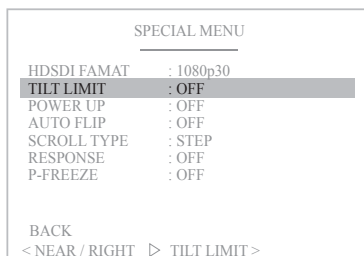 SPECIAL MENU
HDSDI FAMAT : 1080p30
TILT LIMIT : OFF
POWER UP : OFF
AUTO FLIP : OFF
SCROLL TYPE : STEP
RESPONSE : OFF
P-FREEZE : OFF
BACK
< NEAR / RIGHT ▷ TILT LIMIT >